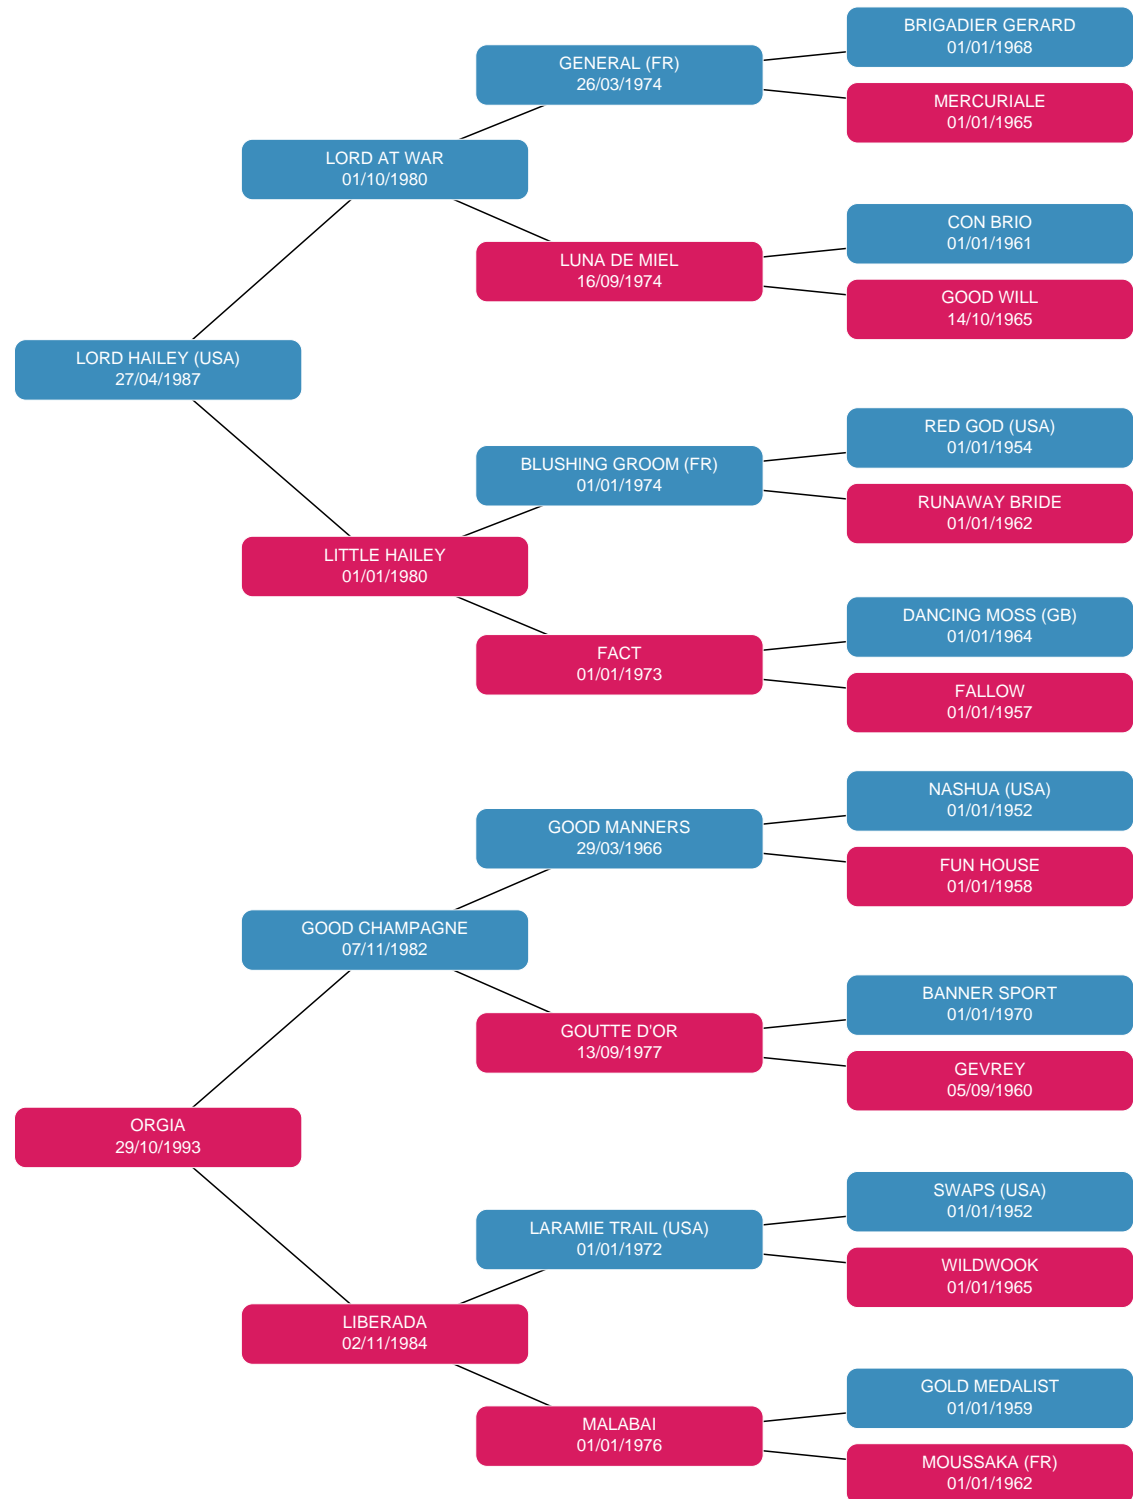 BRIGADIER GERARD
01/01/1968
GENERAL (FR)
26/03/1974
MERCURIALE
01/01/1965
LORD AT WAR
01/10/1980
CON BRIO
01/01/1961
LUNA DE MIEL
16/09/1974
GOOD WILL
14/10/1965
LORD HAILEY (USA)
27/04/1987
RED GOD (USA)
01/01/1954
BLUSHING GROOM (FR)
01/01/1974
RUNAWAY BRIDE
01/01/1962
LITTLE HAILEY
01/01/1980
DANCING MOSS (GB)
01/01/1964
FACT
01/01/1973
FALLOW
01/01/1957
NASHUA (USA)
01/01/1952
GOOD MANNERS
29/03/1966
FUN HOUSE
01/01/1958
GOOD CHAMPAGNE
07/11/1982
BANNER SPORT
01/01/1970
GOUTTE D'OR
13/09/1977
GEVREY
05/09/1960
ORGIA
29/10/1993
SWAPS (USA)
01/01/1952
LARAMIE TRAIL (USA)
01/01/1972
WILDWOOK
01/01/1965
LIBERADA
02/11/1984
GOLD MEDALIST
01/01/1959
MALABAI
01/01/1976
MOUSSAKA (FR)
01/01/1962